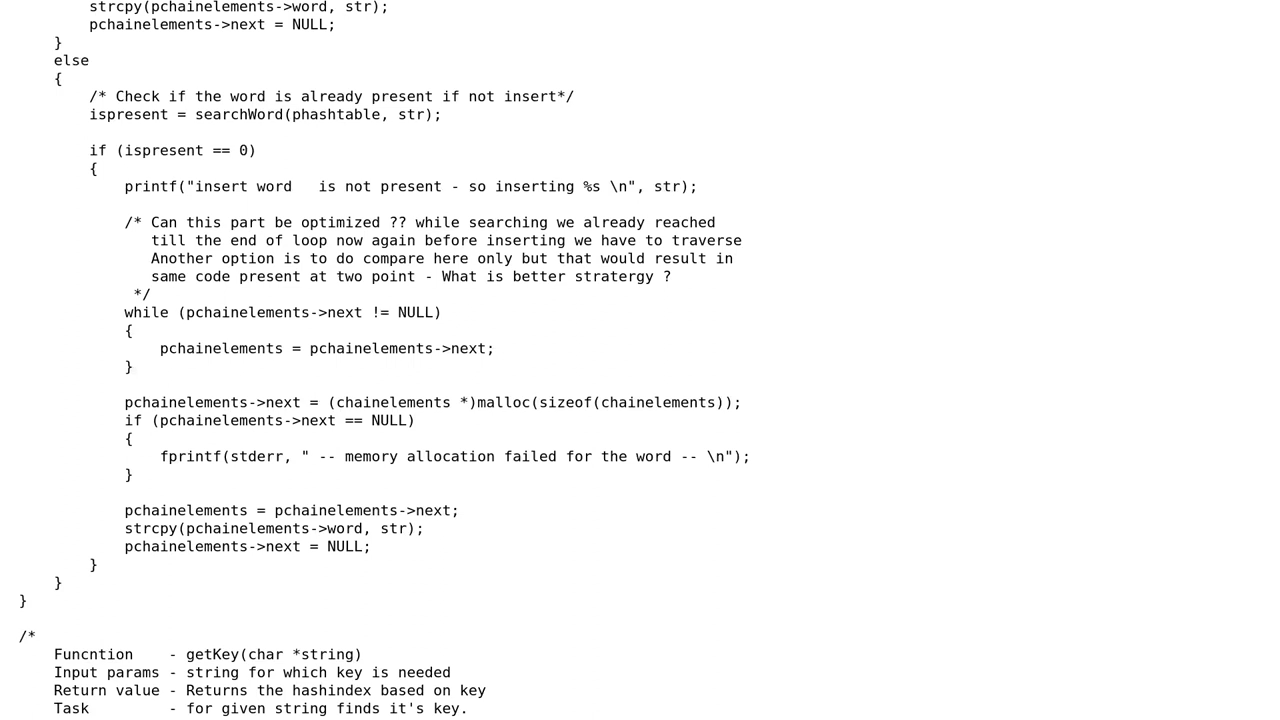 strcpy(pchainelements->word, str);
pchainelements->next = NULL;
}
else
{
/* Check if the word is already present if not insert*/
ispresent = searchWord(phashtable, str);
if (ispresent == 0)
{
printf("insert word   is not present - so inserting %s \n", str);
/* Can this part be optimized ?? while searching we already reached
till the end of loop now again before inserting we have to traverse
Another option is to do compare here only but that would result in
same code present at two point - What is better stratergy ?
*/
while (pchainelements->next != NULL)
{
pchainelements = pchainelements->next;
}
pchainelements->next = (chainelements *)malloc(sizeof(chainelements));
if (pchainelements->next == NULL)
{
fprintf(stderr, " -- memory allocation failed for the word -- \n");
}
pchainelements = pchainelements->next;
strcpy(pchainelements->word, str);
pchainelements->next = NULL;
}
}
}
/*
Funcntion    - getKey(char *string)
Input params - string for which key is needed
Return value - Returns the hashindex based on key
Task         - for given string finds it's key.